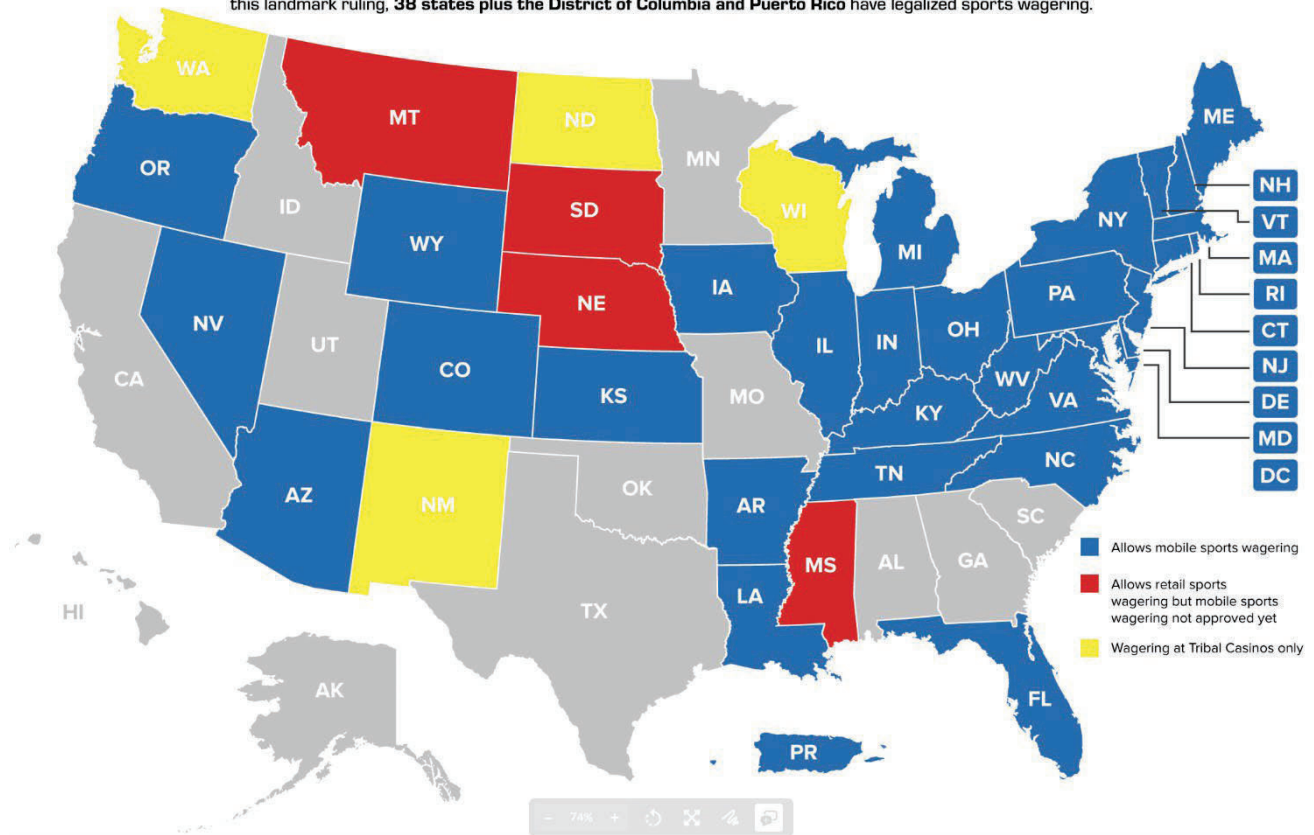 this landmark ruling, 38 states plus the District of Columbia and Puerto Rico have legalized sports wagering.
WA
MT
ND
MN
ME
OR
ID
WY
SD
WI
MI
NY
NH
VT
MA
RI
CT
NJ
DE
MD
DC
NV
UT
CO
NE
IA
IL
IN
OH
PA
CA
KS
MO
KY
WV
VA
AZ
NM
OK
AR
TN
NC
SC
TX
LA
MS
AL
GA
FL
HI
AK
PR
Allows mobile sports wagering
Allows retail sports
wagering but mobile sports
wagering not approved yet
Wagering at Tribal Casinos only
74%